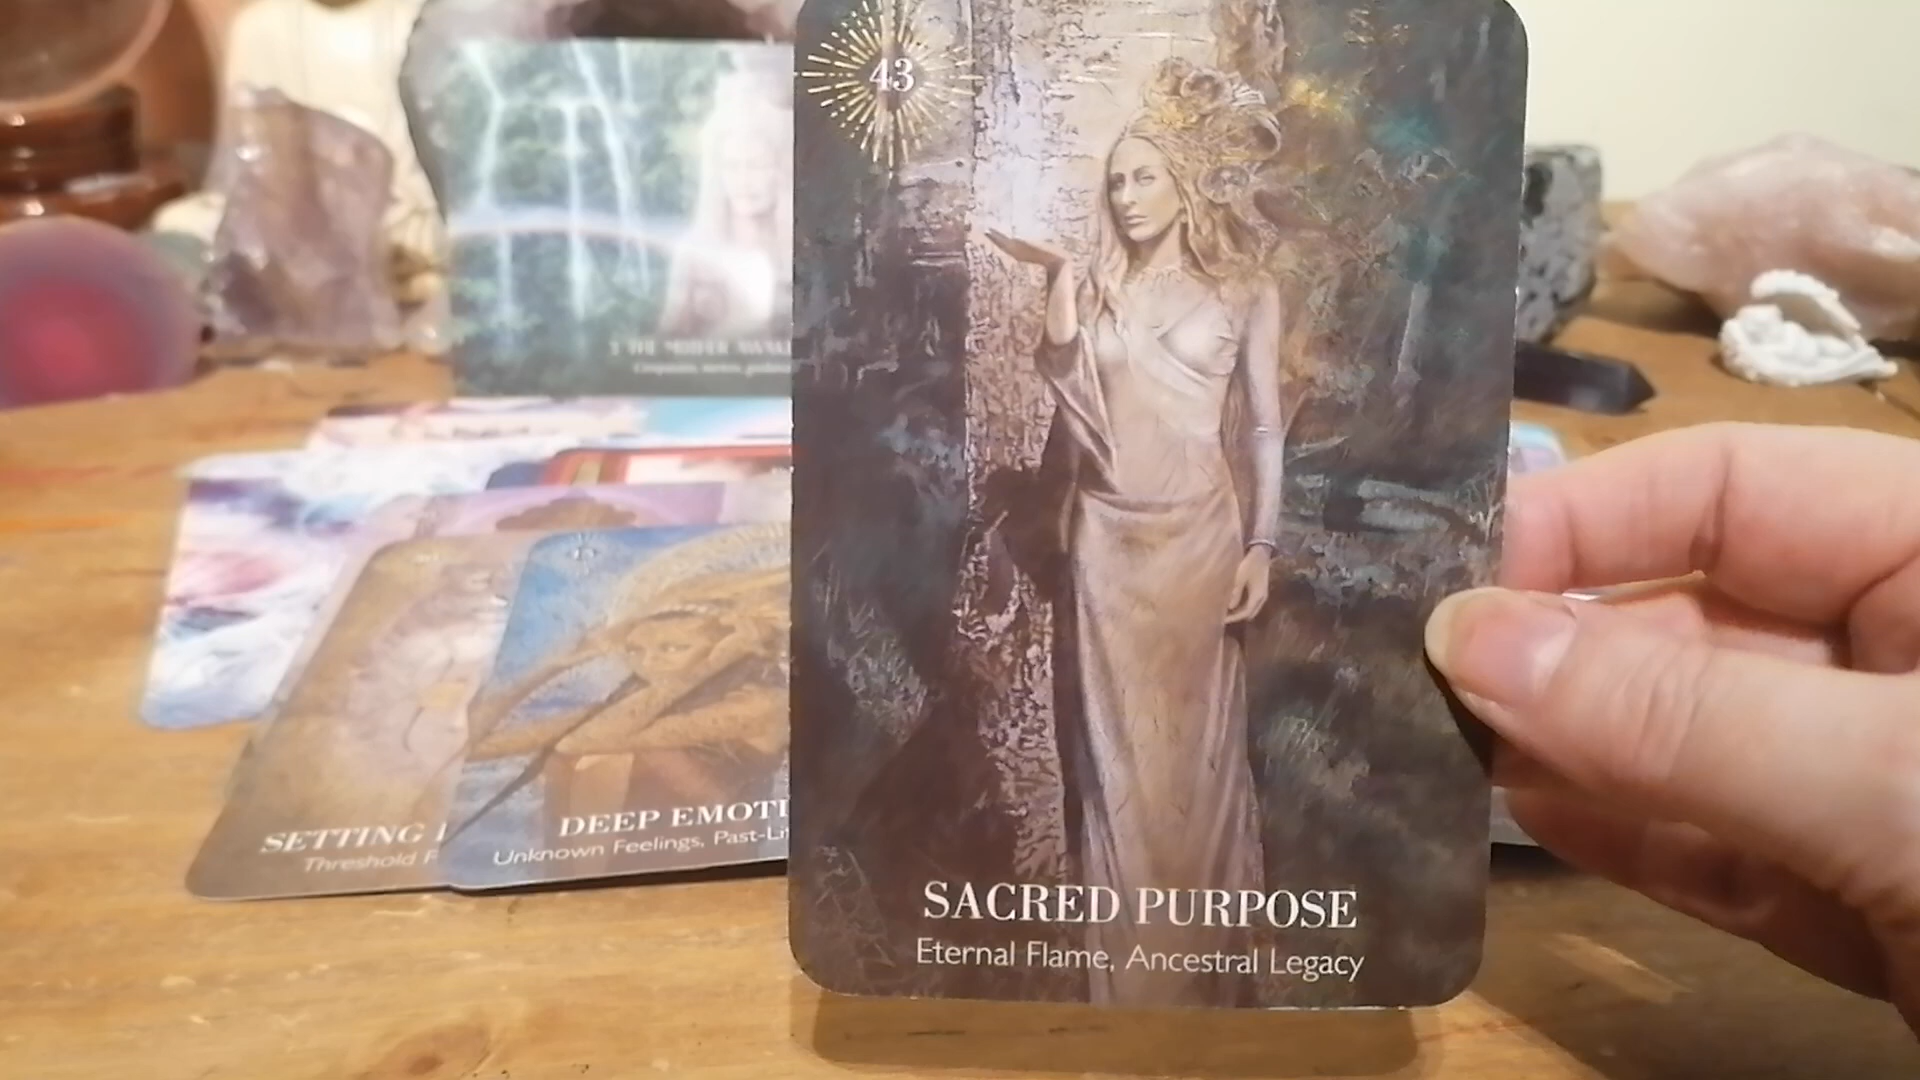 43
SACRED PURPOSE
Eternal Flame, Ancestral Legacy
DEEP EMOTI
Unknown Feelings, Past-Li
SETTING
Threshold